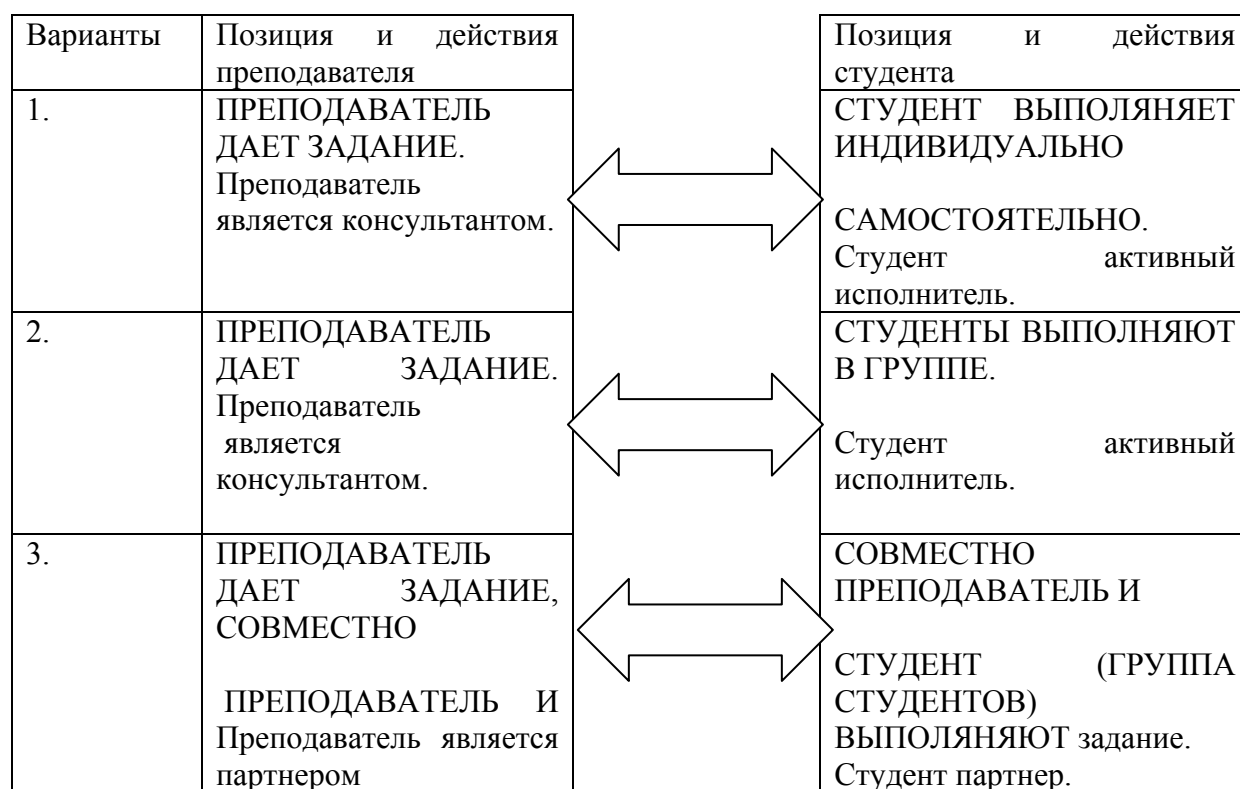 Варианты
Позиция и действия
преподавателя
Позиция и действия
студента
1.
ПРЕПОДАВАТЕЛЬ
ДАЕТ ЗАДАНИЕ.
Преподаватель
является консультантом.
СТУДЕНТ ВЫПОЛЯНЯЕТ
ИНДИВИДУАЛЬНО
САМОСТОЯТЕЛЬНО.
Студент активный
исполнитель.
2.
ПРЕПОДАВАТЕЛЬ
ДАЕТ ЗАДАНИЕ.
Преподаватель
является
консультантом.
СТУДЕНТЫ ВЫПОЛНЯЮТ
В ГРУППЕ.
Студент активный
исполнитель.
3.
ПРЕПОДАВАТЕЛЬ
ДАЕТ ЗАДАНИЕ,
СОВМЕСТНО
ПРЕПОДАВАТЕЛЬ И
Преподаватель является
партнером
СОВМЕСТНО
ПРЕПОДАВАТЕЛЬ И
СТУДЕНТ (ГРУППА
СТУДЕНТОВ)
ВЫПОЛЯНЯЮТ задание.
Студент партнер.